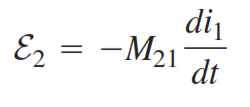 ℰ₂ = −M₂₁ di₁/dt